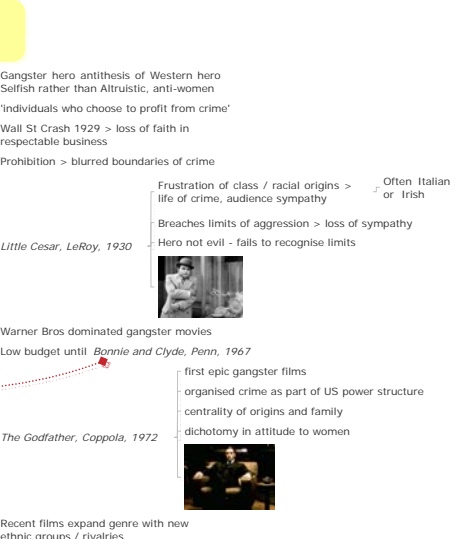 Gangster hero antithesis of Western hero
Selfish rather than Altruistic, anti-women
'individuals who choose to profit from crime'
Wall St Crash 1929 > loss of faith in
respectable business
Prohibition > blurred boundaries of crime
Little Cesar, LeRoy, 1930
Frustration of class / racial origins >
life of crime, audience sympathy
Often Italian
or Irish
Breaches limits of aggression > loss of sympathy
Hero not evil - fails to recognise limits
Warner Bros dominated gangster movies
Low budget until Bonnie and Clyde, Penn, 1967
The Godfather, Coppola, 1972
first epic gangster films
organised crime as part of US power structure
centrality of origins and family
dichotomy in attitude to women
Recent films expand genre with new
ethnic groups / rivalries